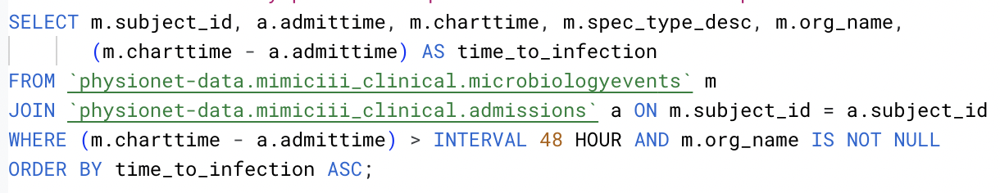 SELECT m.subject_id, a.admittime, m.charttime, m.spec_type_desc, m.org_name,
(m.charttime - a.admittime) AS time_to_infection
FROM `physionet-data.mimiciii_clinical.microbiologyevents` m
JOIN `physionet-data.mimiciii_clinical.admissions` a ON m.subject_id = a.subject_id
WHERE (m.charttime - a.admittime) > INTERVAL 48 HOUR AND m.org_name IS NOT NULL
ORDER BY time_to_infection ASC;